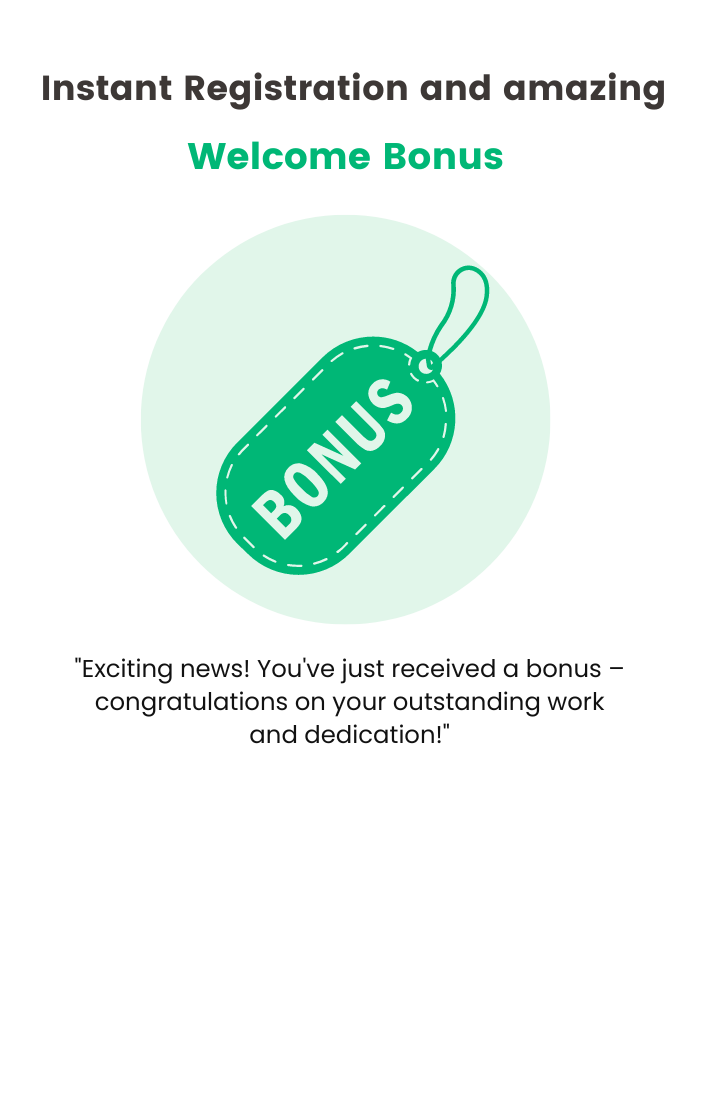 Instant Registration and amazing
Welcome Bonus
BONUS
"Exciting news! You've just received a bonus –
congratulations on your outstanding work
and dedication!"